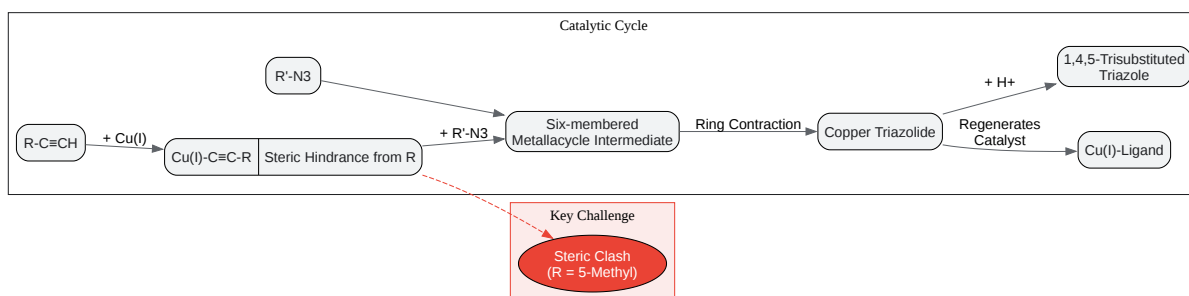 Catalytic Cycle
R'-N3
R-C≡CH
+ Cu(I)
Cu(I)-C≡C-R
Steric Hindrance from R
+ R'-N3
Six-membered
Metallacycle Intermediate
Ring Contraction
Copper Triazolide
+ H+
1,4,5-Trisubstituted
Triazole
Regenerates
Catalyst
Cu(I)-Ligand
Key Challenge
Steric Clash
(R = 5-Methyl)